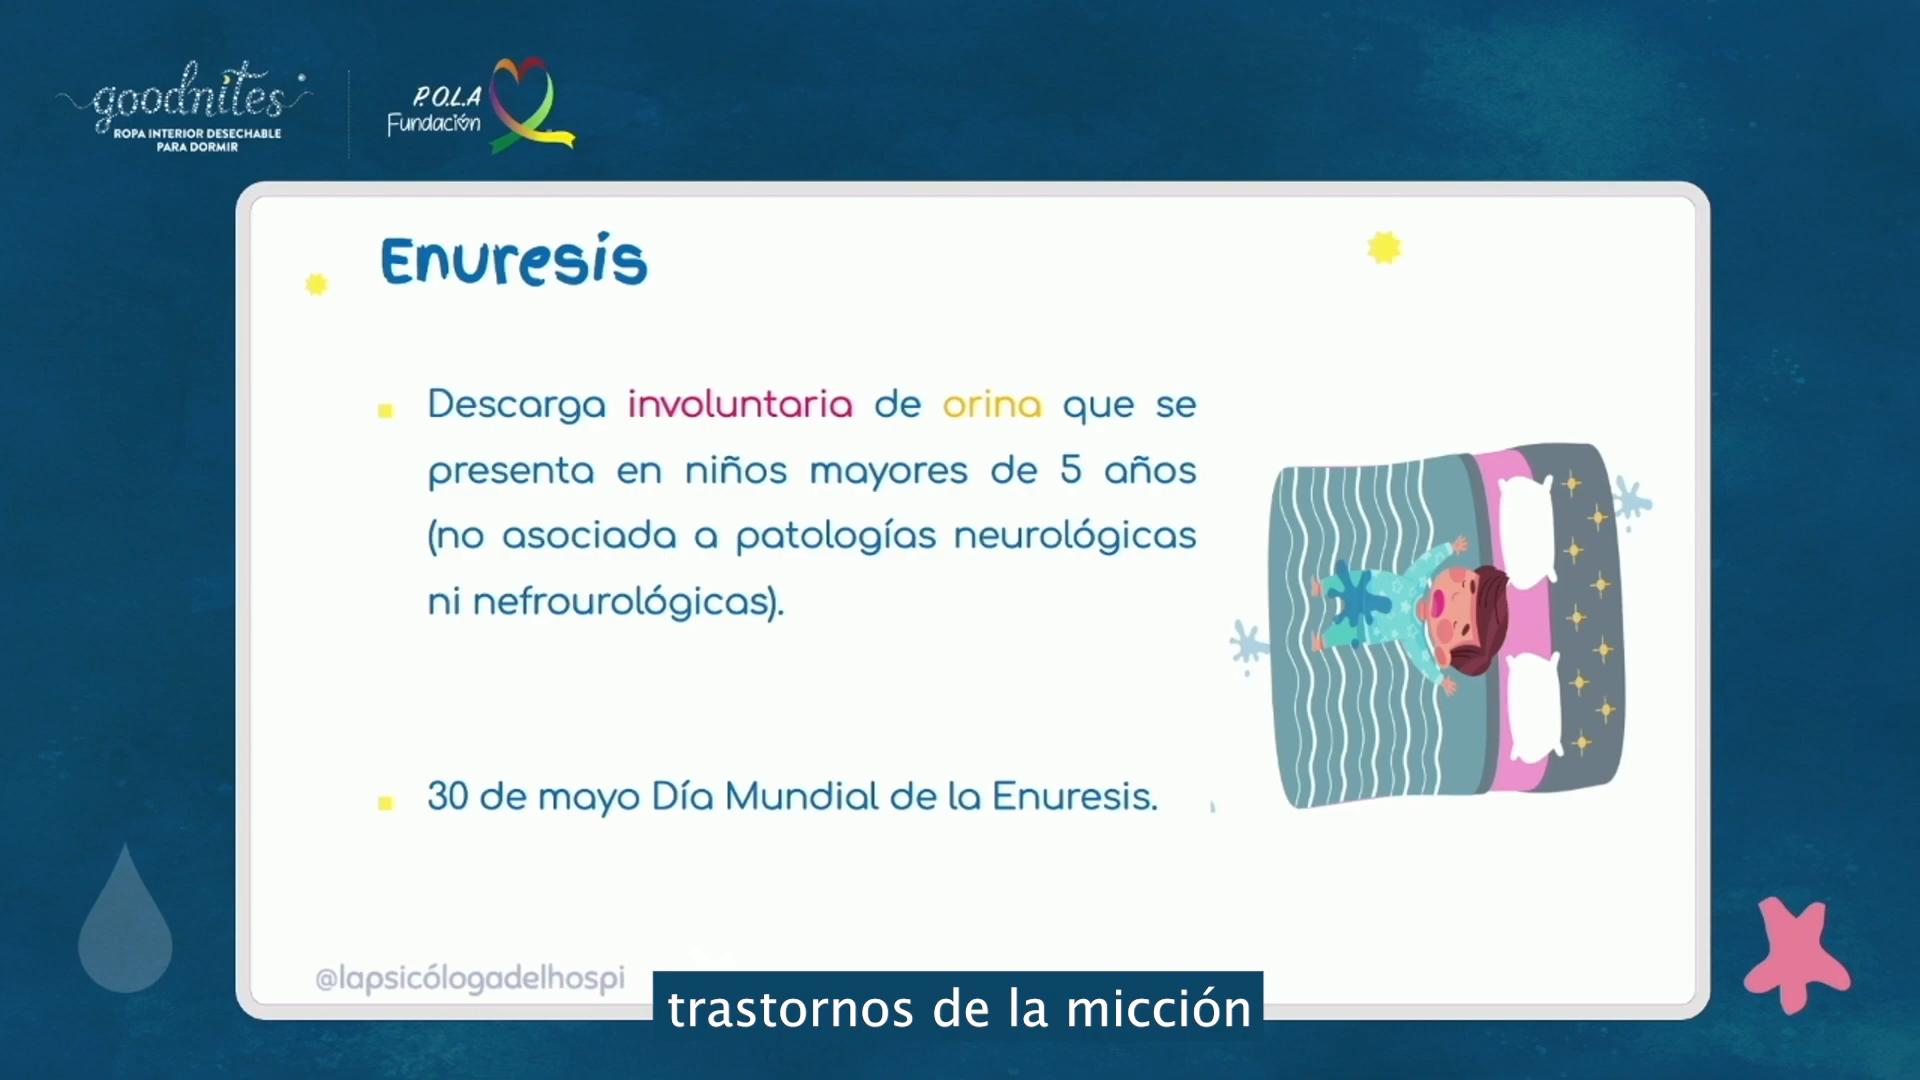 goodnites
ROPA INTERIOR DESECHABLE
PARA DORMIR
P.O.L.A
Fundación
Enuresis
Descarga involuntaria de orina que se
presenta en niños mayores de 5 años
(no asociada a patologías neurológicas
ni nefrourológicas).
30 de mayo Día Mundial de la Enuresis.
@lapsicólogadelhospi
trastornos de la micción